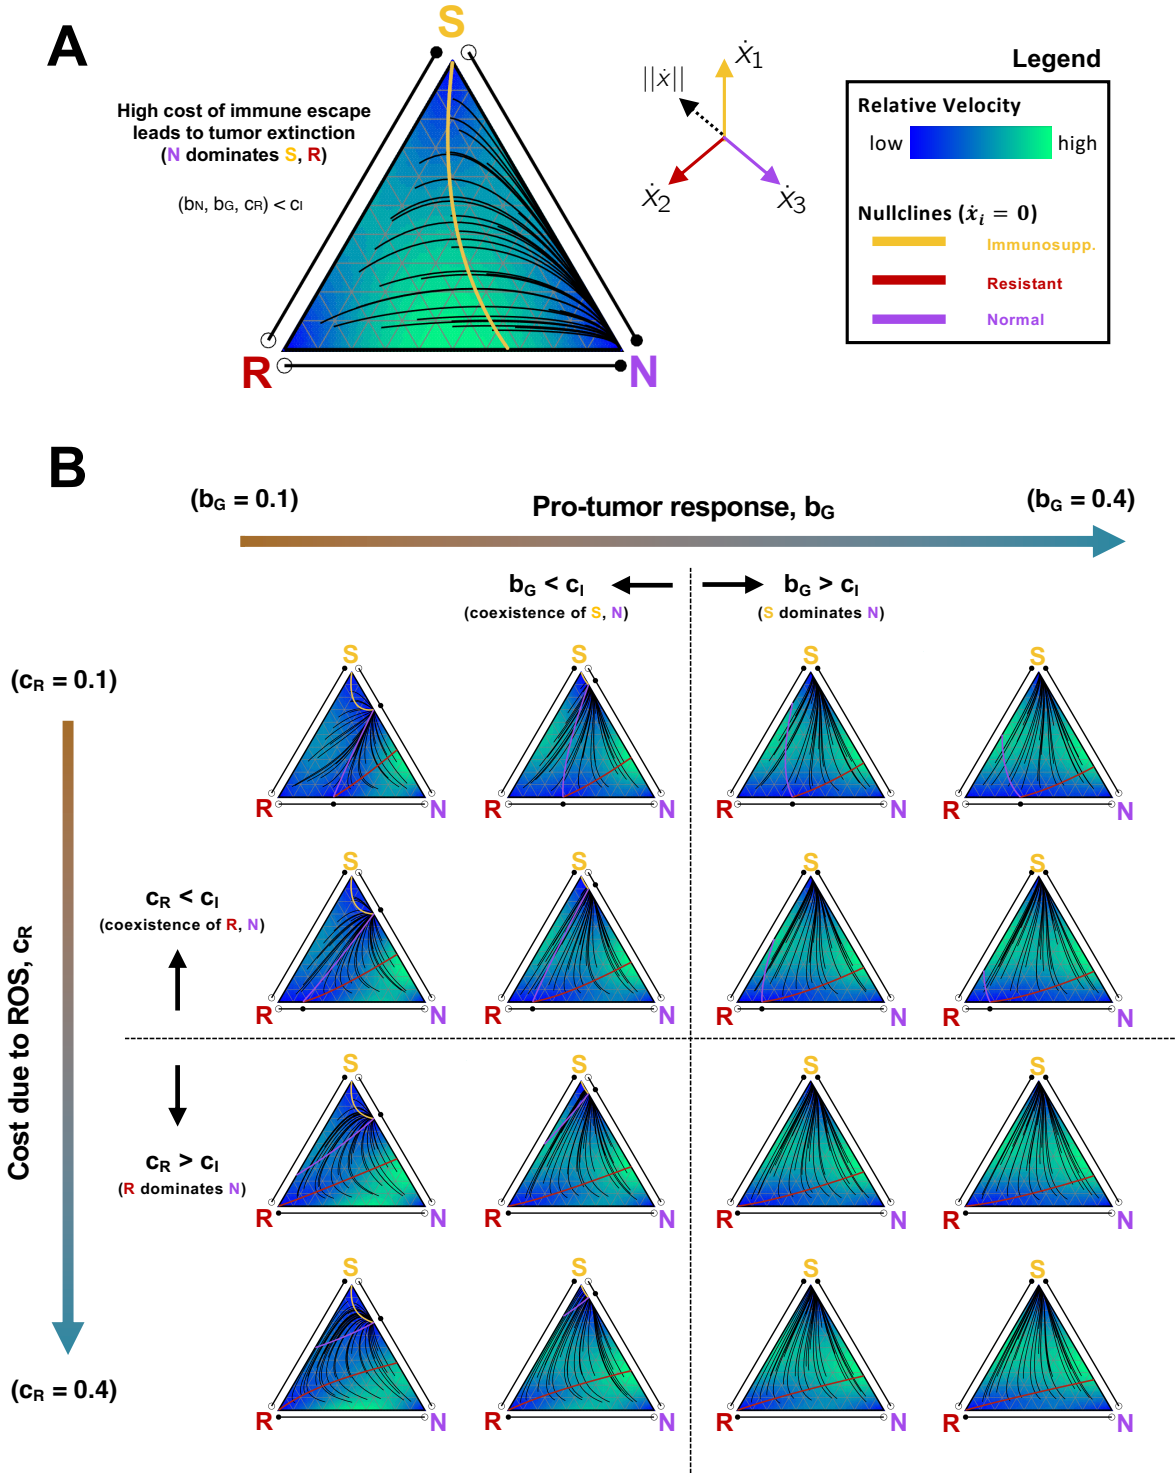 A
S
High cost of immune escape
leads to tumor extinction
(N dominates S, R)
(bN, bG, cR) < cI
R
N
ẋ1
||ẋ||
ẋ2
ẋ3
Legend
Relative Velocity
low
high
Nullclines (ẋi = 0)
Immunosupp.
Resistant
Normal
B
(bG = 0.1)
Pro-tumor response, bG
(bG = 0.4)
bG < cI
(coexistence of S, N)
bG > cI
(S dominates N)
(cR = 0.1)
Cost due to ROS, cR
S
S
S
S
R
N
R
N
R
N
R
N
cR < cI
(coexistence of R, N)
S
S
S
S
R
N
R
N
R
N
R
N
cR > cI
(R dominates N)
S
S
S
S
R
N
R
N
R
N
R
N
(cR = 0.4)
S
S
S
S
R
N
R
N
R
N
R
N